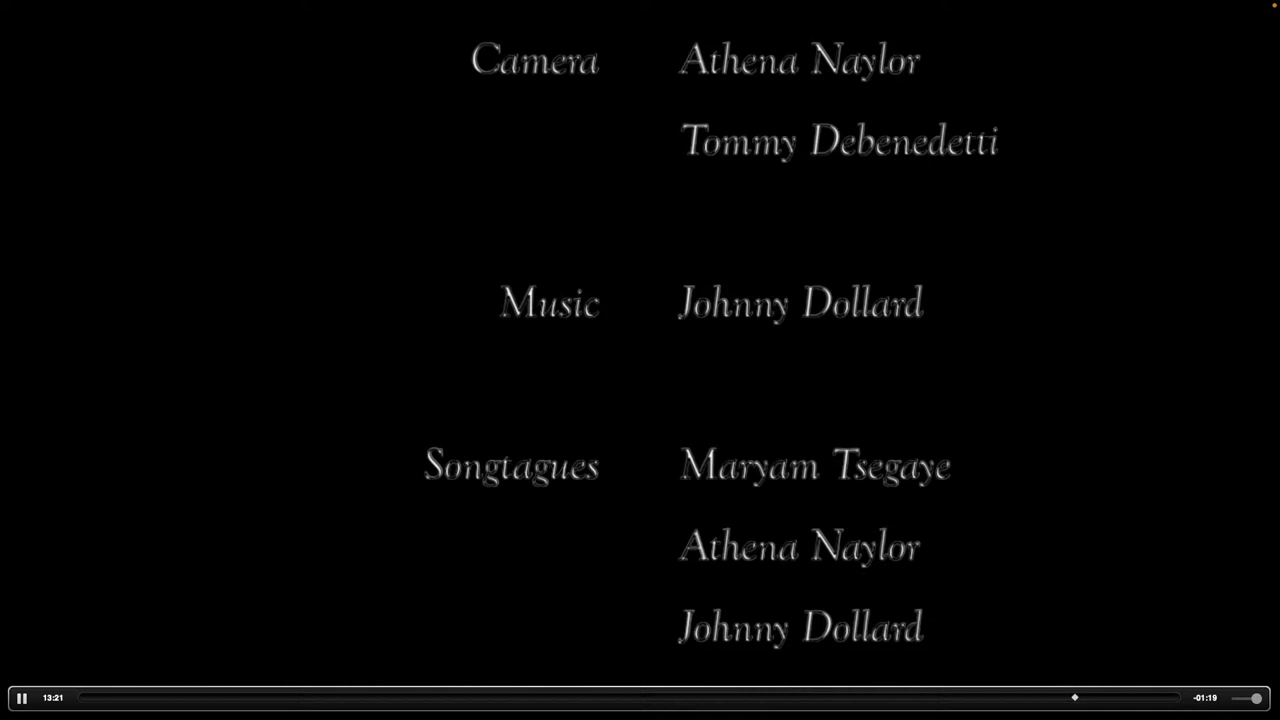 Camera Athena Naylor
Tommy Debenedetti
Music Johnny Dollard
Songtagues Maryam Tsegaye
Athena Naylor
Johnny Dollard
13:21 -01:19